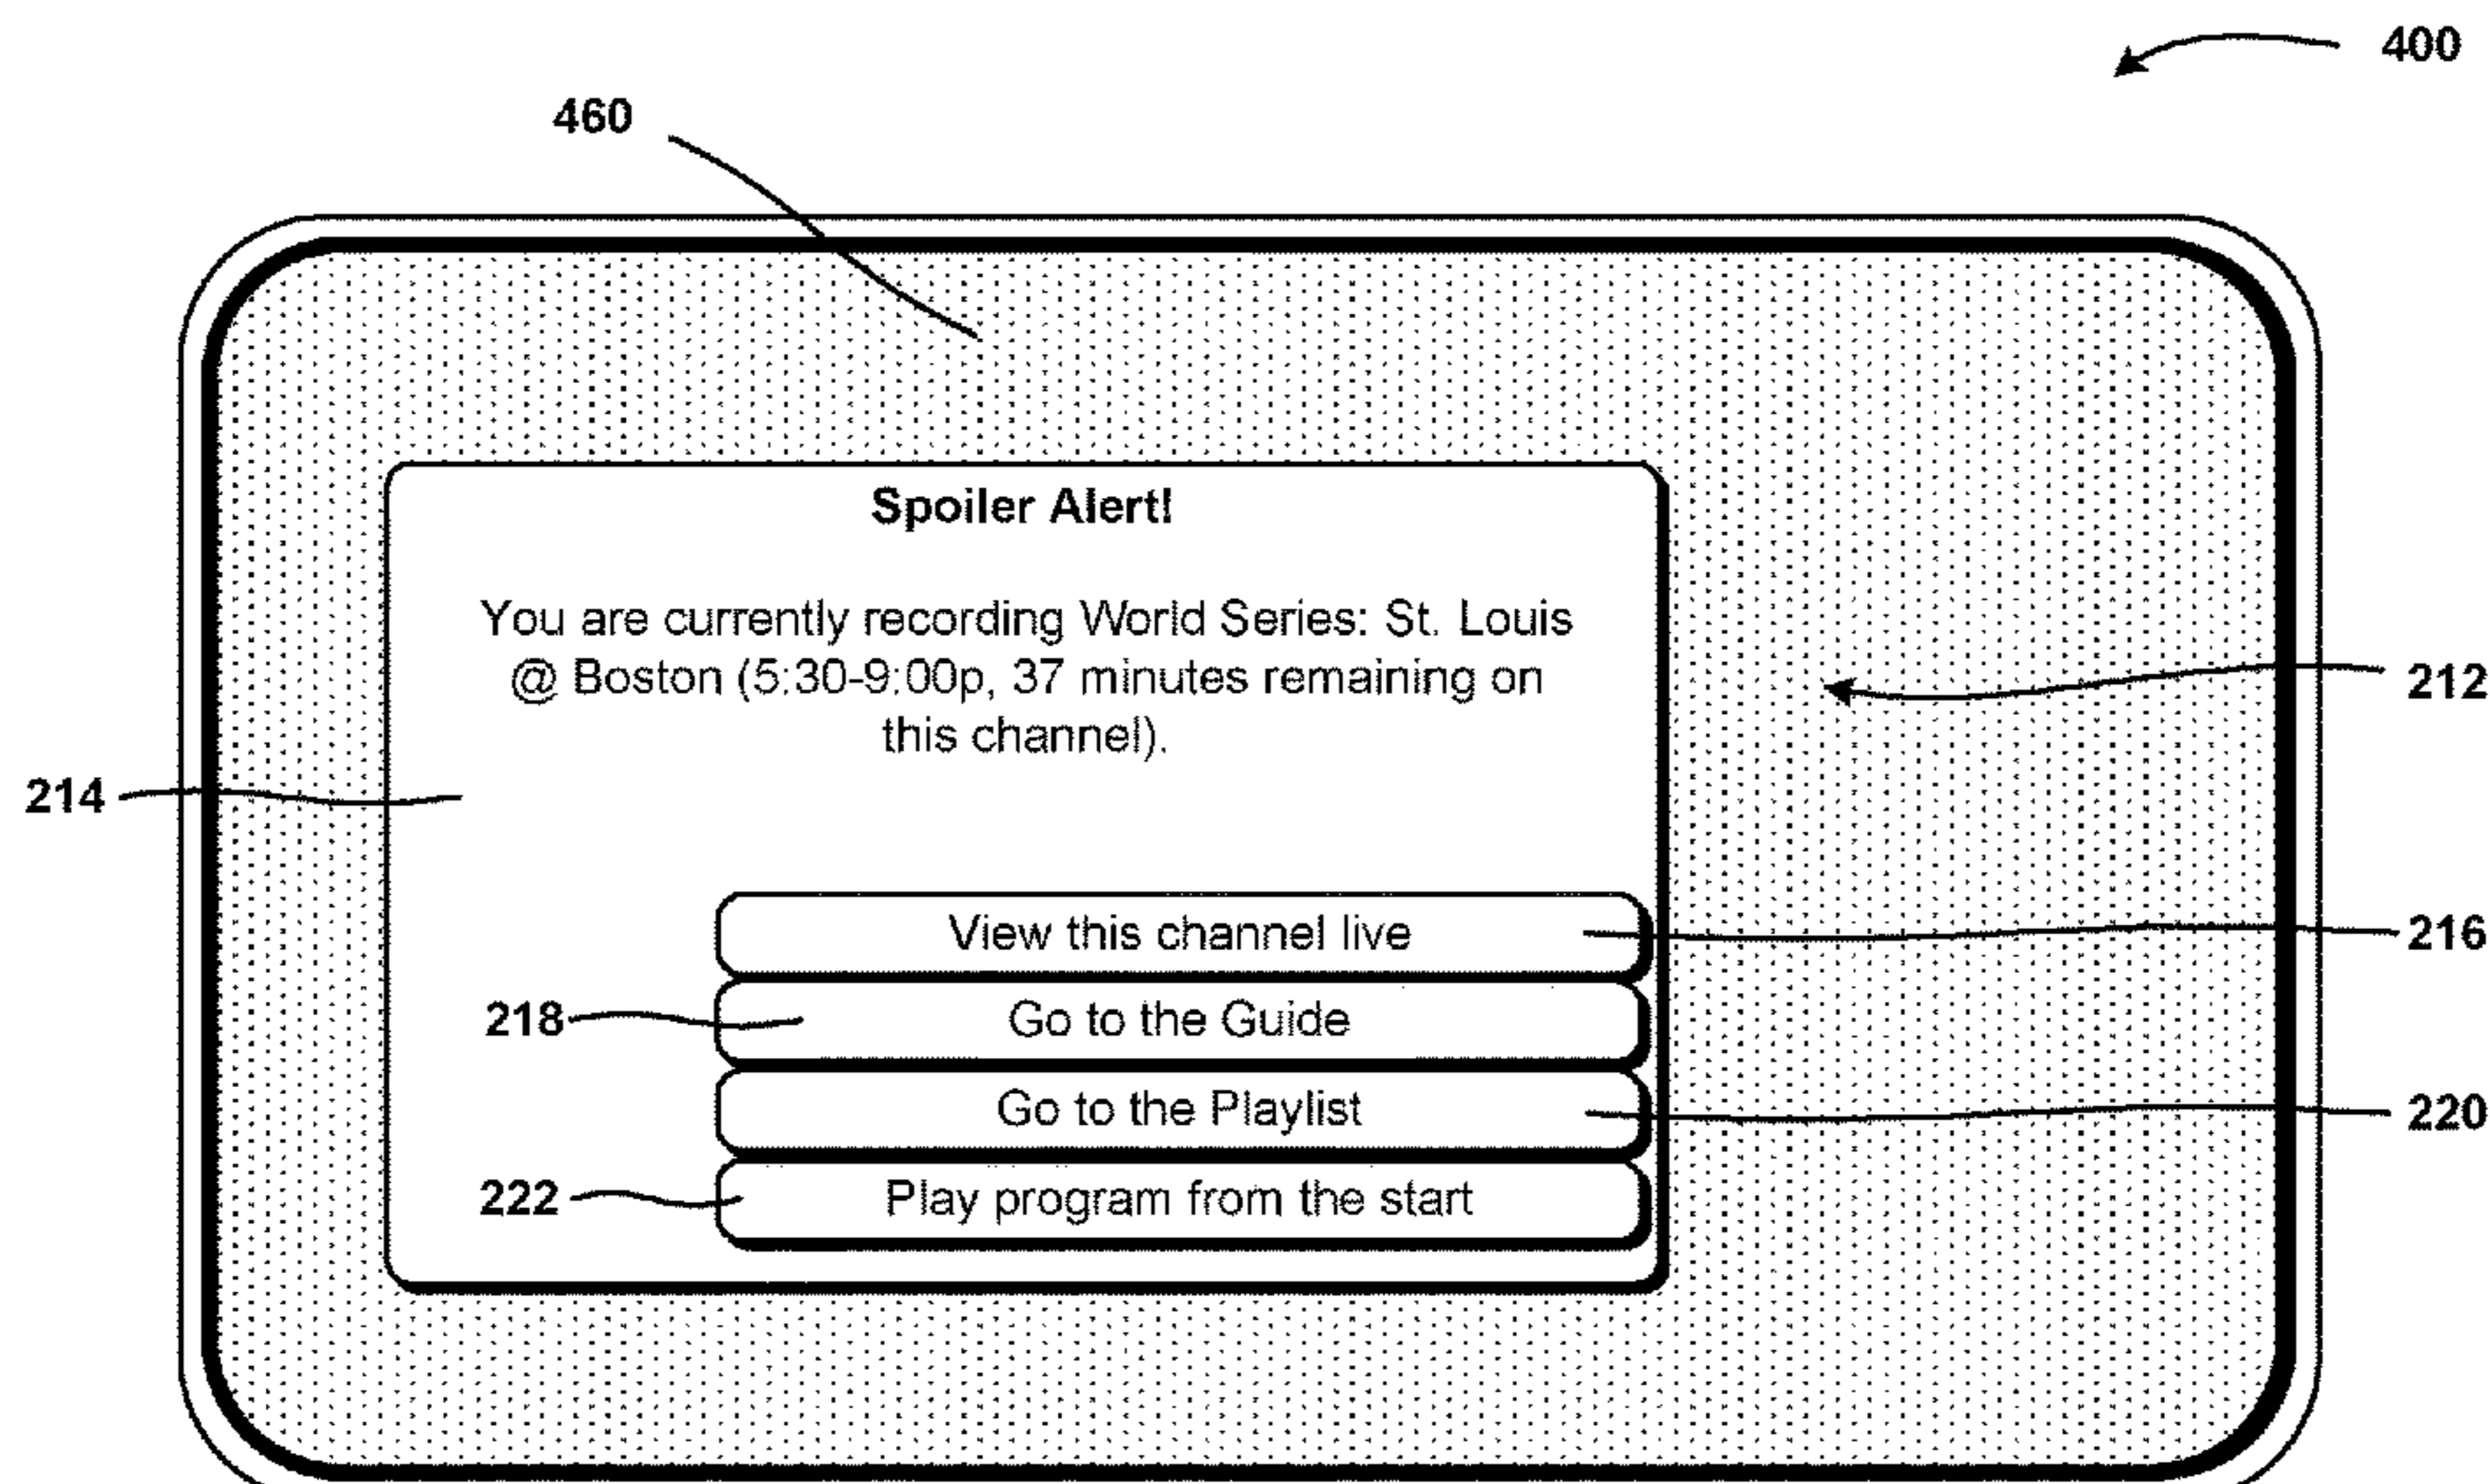 400
460
Spoiler Alert!
You are currently recording World Series: St. Louis
@ Boston (5:30-9:00p, 37 minutes remaining on
this channel).
212
214
View this channel live
216
218
Go to the Guide
Go to the Playlist
220
222
Play program from the start